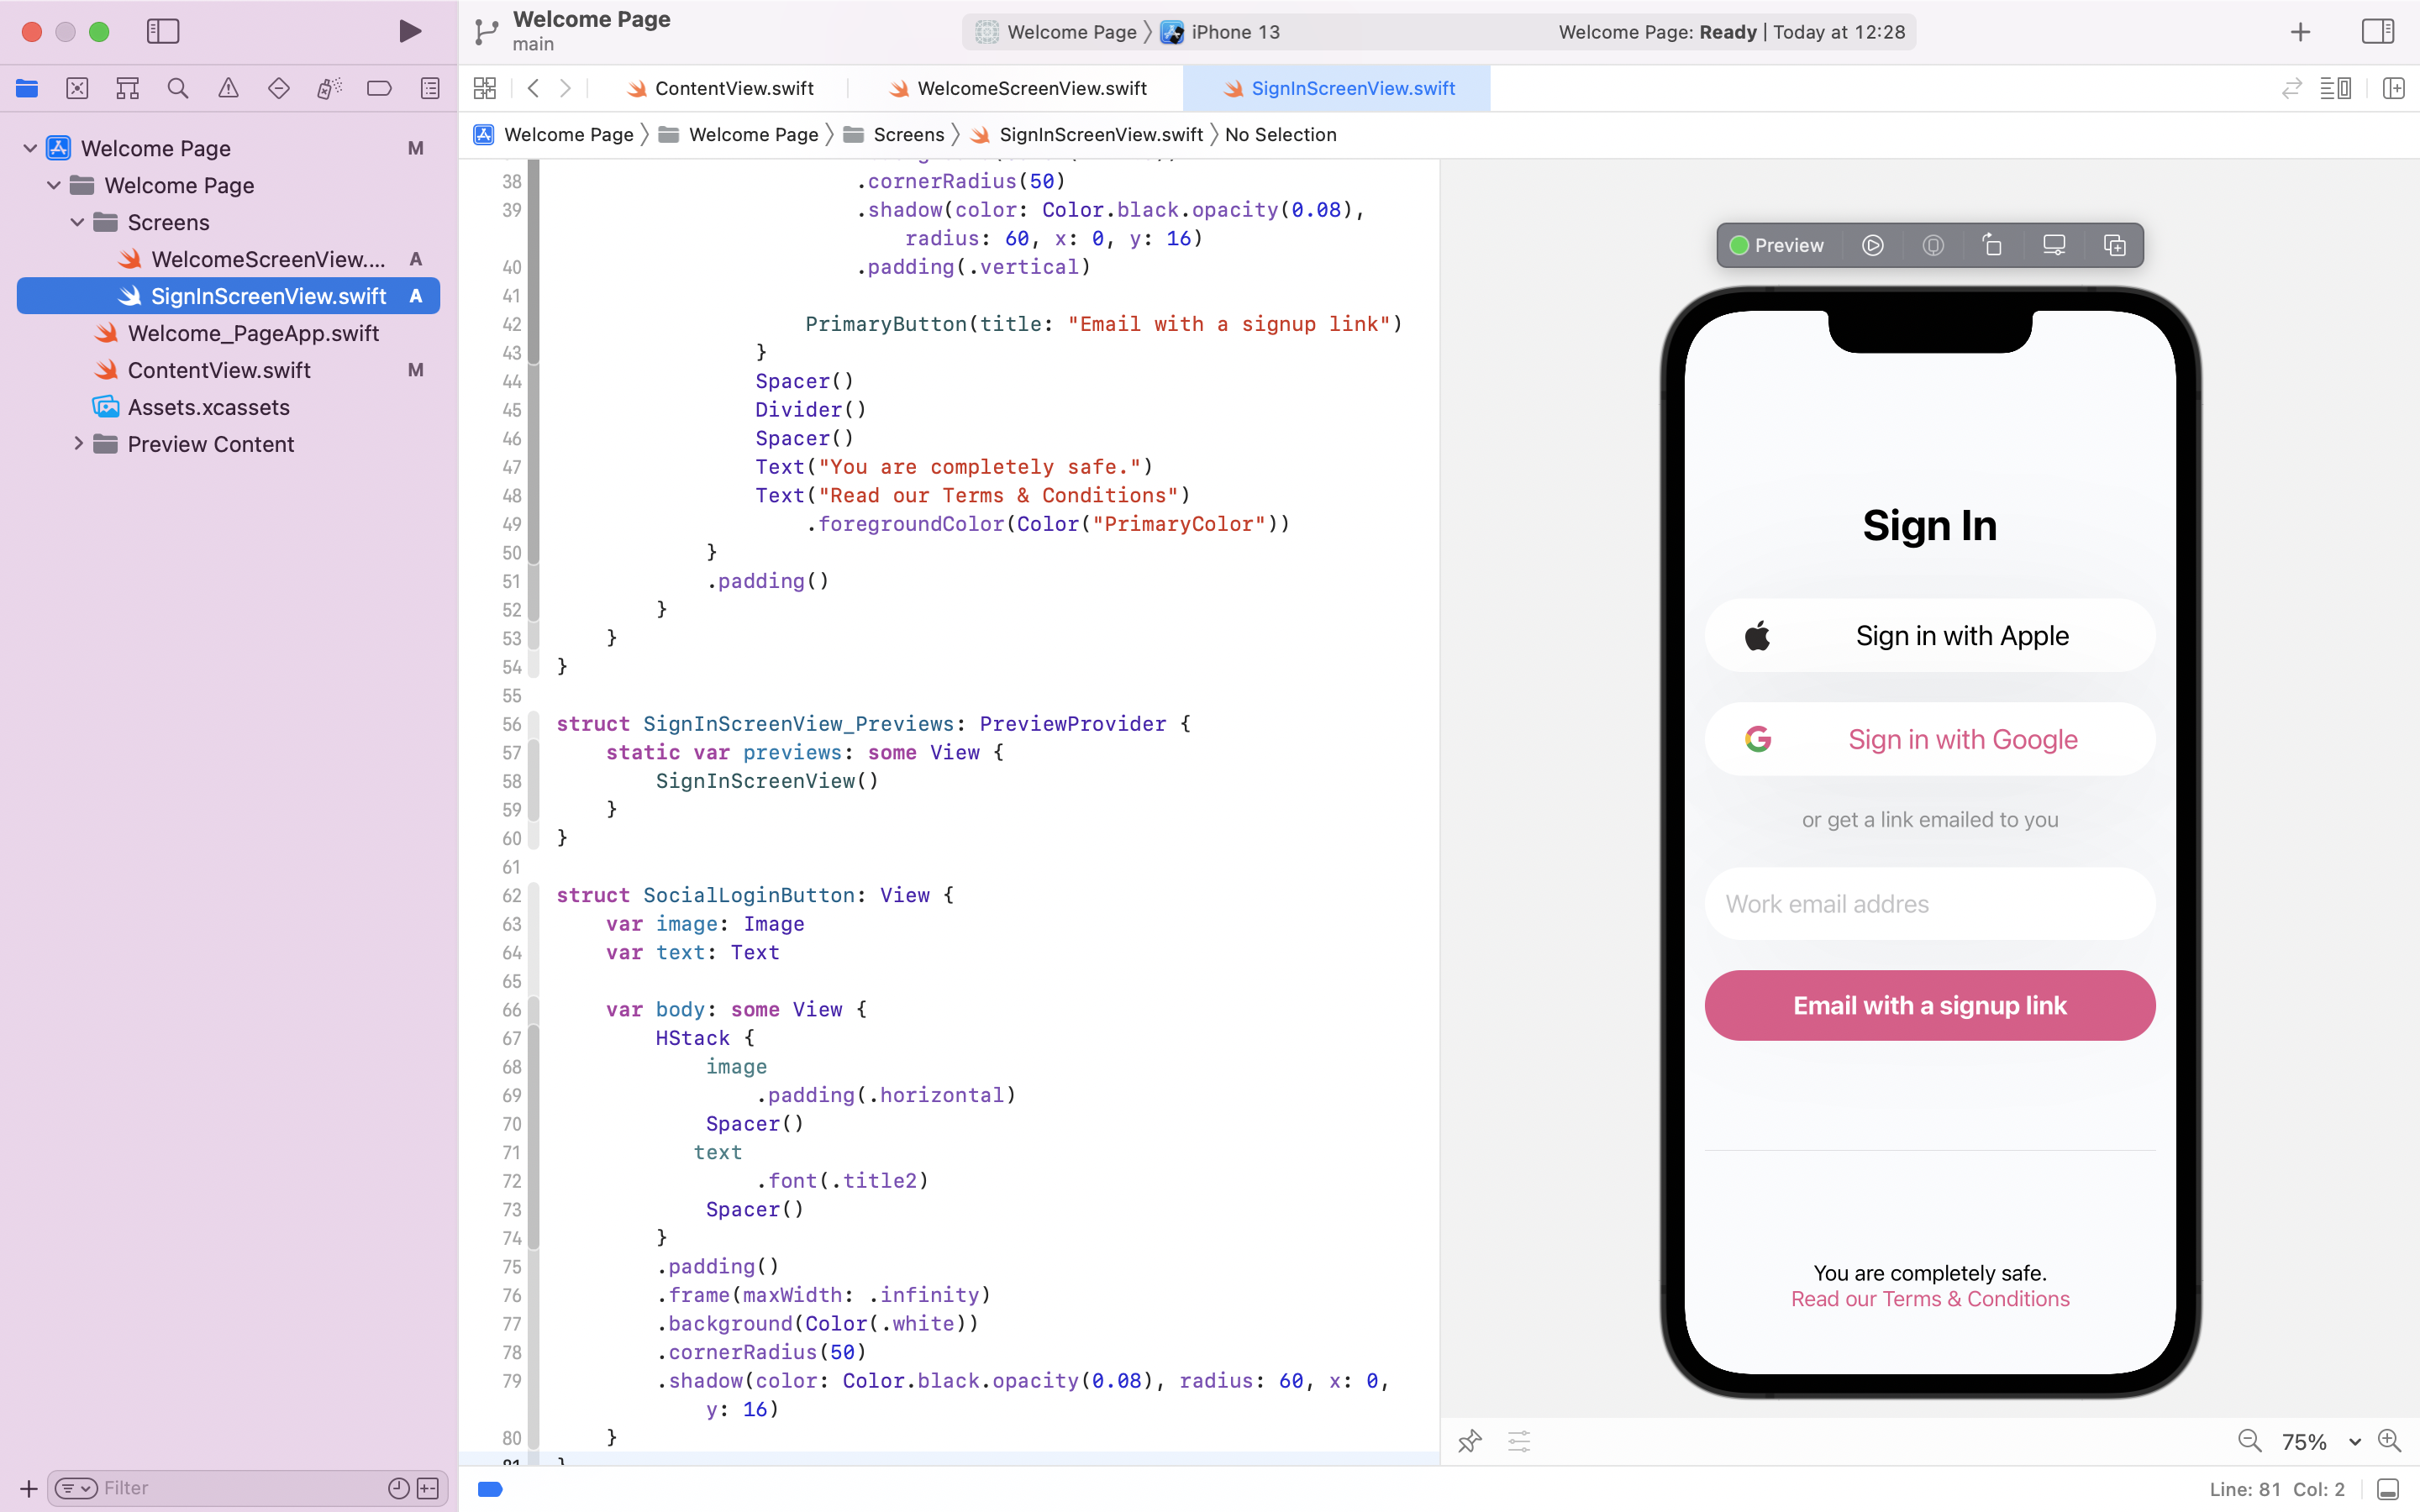 Welcome Page
main
Welcome Page
iPhone 13
Welcome Page: Ready | Today at 12:28
ContentView.swift
WelcomeScreenView.swift
SignInScreenView.swift
Welcome Page
Welcome Page
Screens
SignInScreenView.swift
No Selection
Welcome Page M
Welcome Page
Screens
WelcomeScreenView.... A
SignInScreenView.swift A
Welcome_PageApp.swift
ContentView.swift M
Assets.xcassets
Preview Content
38 .cornerRadius(50)
39 .shadow(color: Color.black.opacity(0.08),
radius: 60, x: 0, y: 16)
40 .padding(.vertical)
41
42 PrimaryButton(title: "Email with a signup link")
43 }
44 Spacer()
45 Divider()
46 Spacer()
47 Text("You are completely safe.")
48 Text("Read our Terms & Conditions")
49 .foregroundColor(Color("PrimaryColor"))
50 }
51 .padding()
52 }
53 }
54 }
55
56 struct SignInScreenView_Previews: PreviewProvider {
57 static var previews: some View {
58 SignInScreenView()
59 }
60 }
61
62 struct SocialLoginButton: View {
63 var image: Image
64 var text: Text
65
66 var body: some View {
67 HStack {
68 image
69 .padding(.horizontal)
70 Spacer()
71 text
72 .font(.title2)
73 Spacer()
74 }
75 .padding()
76 .frame(maxWidth: .infinity)
77 .background(Color(.white))
78 .cornerRadius(50)
79 .shadow(color: Color.black.opacity(0.08), radius: 60, x: 0,
y: 16)
80 }
81 }
Preview
Sign In
Sign in with Apple
Sign in with Google
or get a link emailed to you
Work email addres
Email with a signup link
You are completely safe.
Read our Terms & Conditions
75%
Filter
Line: 81 Col: 2